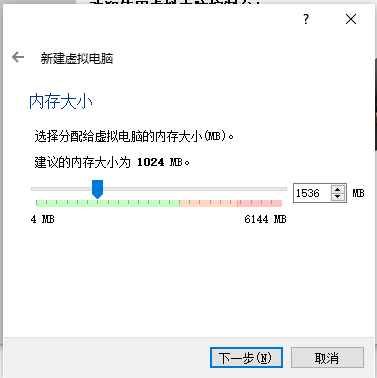 新建虚拟电脑
内存大小
选择分配给虚拟电脑的内存大小(MB)。
建议的内存大小为 1024 MB。
1536 MB
4 MB 6144 MB
下一步(N) 取消